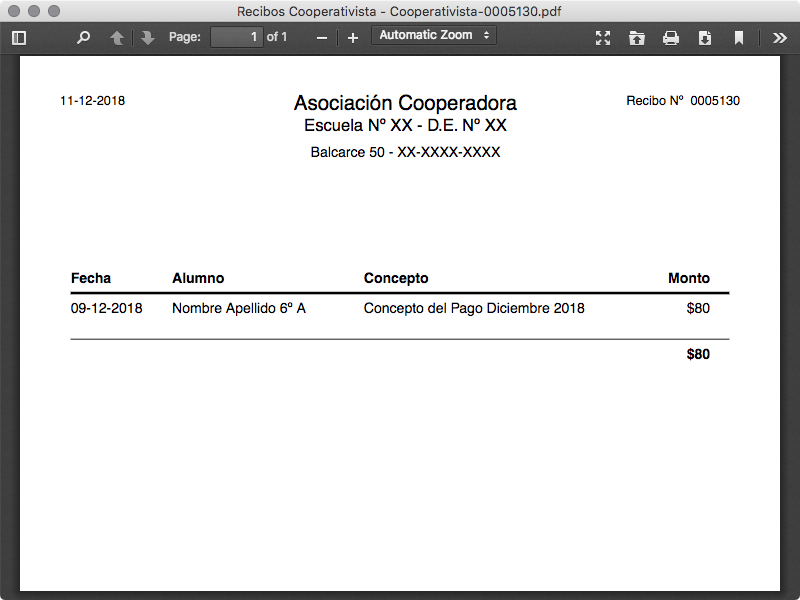 Recibos Cooperativista - Cooperativista-0005130.pdf
Page: 1 of 1 Automatic Zoom
11-12-2018 Asociación Cooperadora Recibo Nº 0005130
Escuela Nº XX - D.E. Nº XX
Balcarce 50 - XX-XXXX-XXXX
Fecha Alumno Concepto Monto
09-12-2018 Nombre Apellido 6º A Concepto del Pago Diciembre 2018 $80
$80